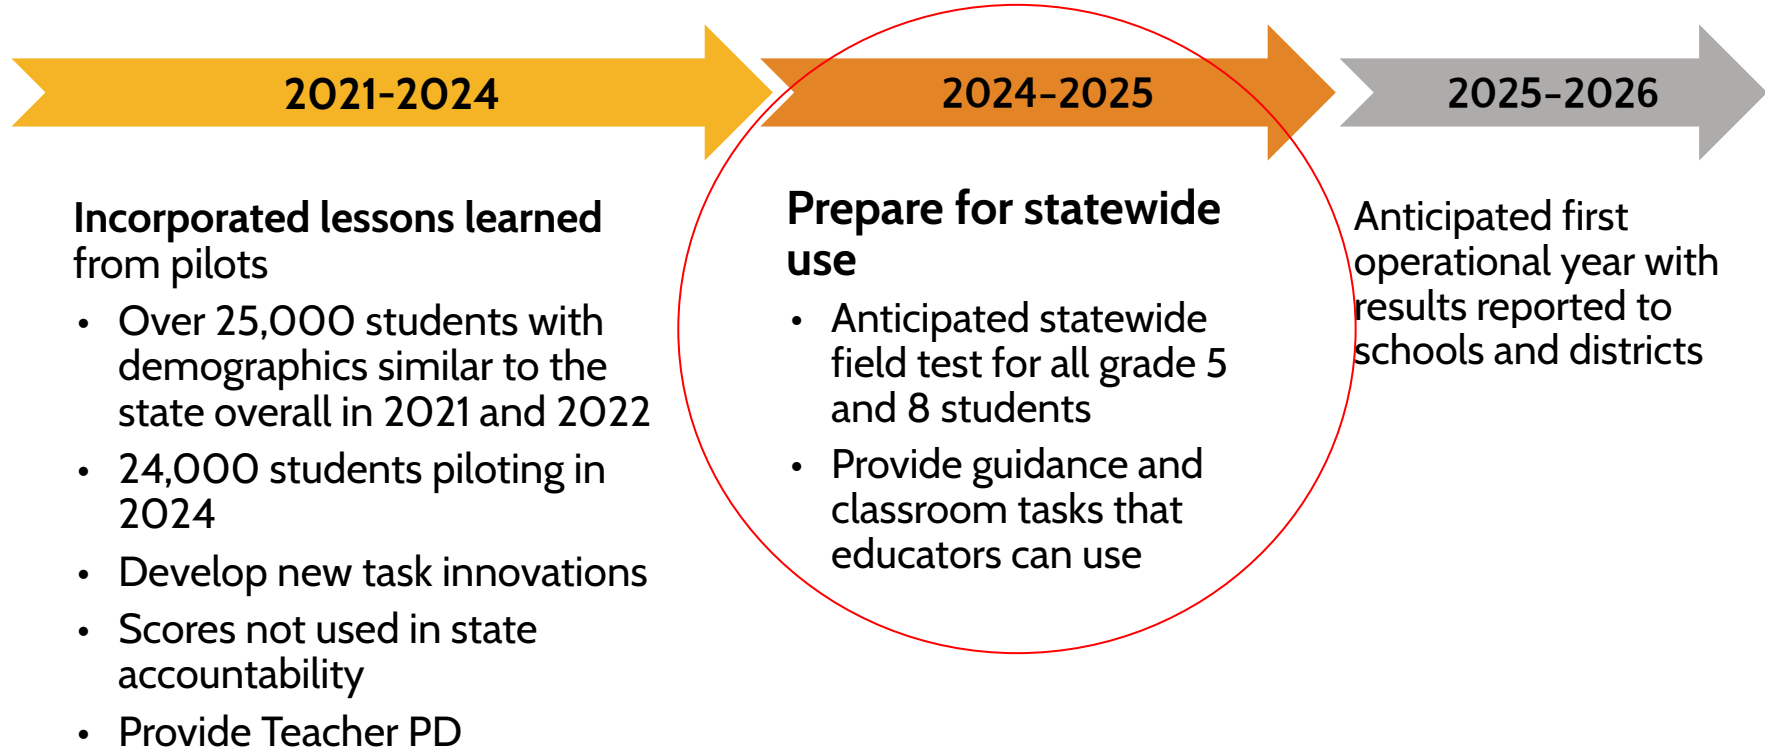 2021-2024
2024–2025
2025–2026
Incorporated lessons learned
from pilots
• Over 25,000 students with
demographics similar to the
state overall in 2021 and 2022
• 24,000 students piloting in
2024
• Develop new task innovations
• Scores not used in state
accountability
• Provide Teacher PD
Prepare for statewide
use
• Anticipated statewide
field test for all grade 5
and 8 students
• Provide guidance and
classroom tasks that
educators can use
Anticipated first
operational year with
results reported to
schools and districts